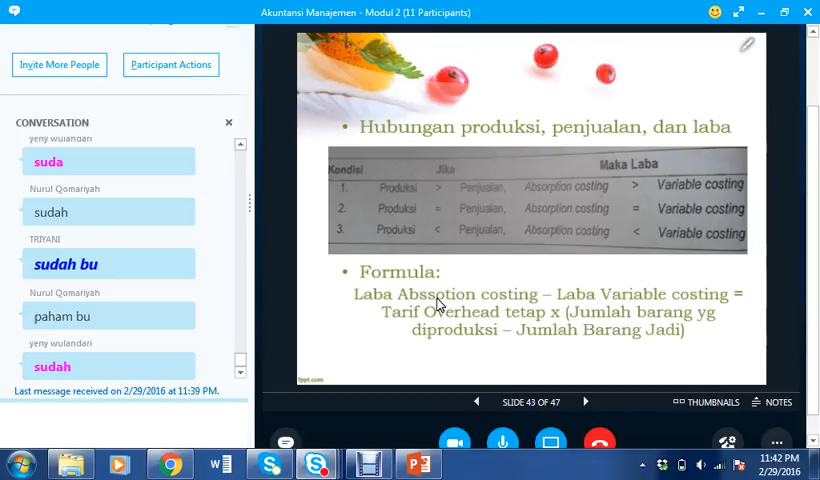 Akuntansi Manajemen - Modul 2 (11 Participants)
Invite More People
Participant Actions
CONVERSATION
yeny wulandari
suda
Nurul Qomariyah
sudah
TRIYANI
sudah bu
Nurul Qomariyah
paham bu
yeny wulandari
sudah
Last message received on 2/29/2016 at 11:39 PM.
• Hubungan produksi, penjualan, dan laba
Kondisi Jika Maka Laba
1. Produksi > Penjualan, Absorption costing > Variable costing
2. Produksi = Penjualan, Absorption costing = Variable costing
3. Produksi < Penjualan, Absorption costing < Variable costing
• Formula:
Laba Abssotion costing – Laba Variable costing =
Tarif Overhead tetap x (Jumlah barang yg
diproduksi – Jumlah Barang Jadi)
fppt.com
SLIDE 43 OF 47
THUMBNAILS
NOTES
11:42 PM
2/29/2016